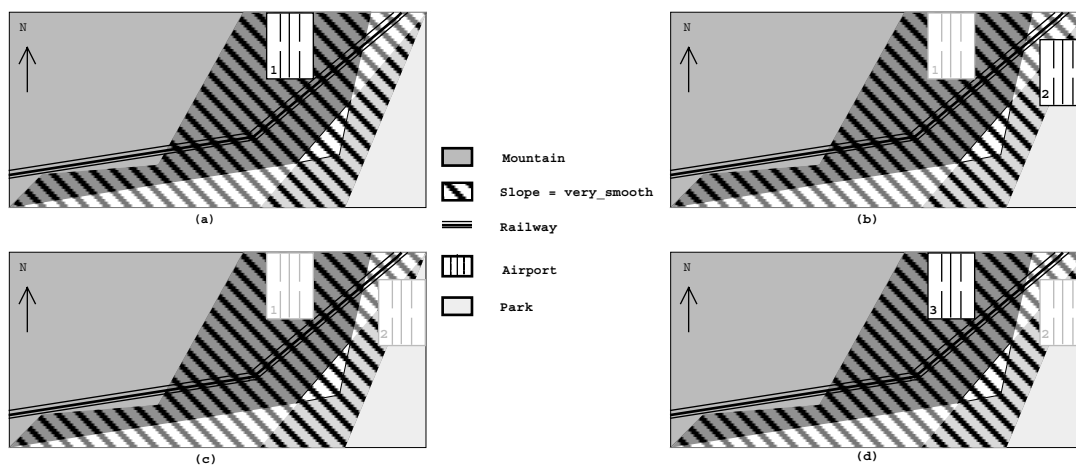 N
1
(a)
N
1
2
(b)
Mountain
Slope = very_smooth
Railway
Airport
Park
N
1
2
(c)
N
3
2
(d)